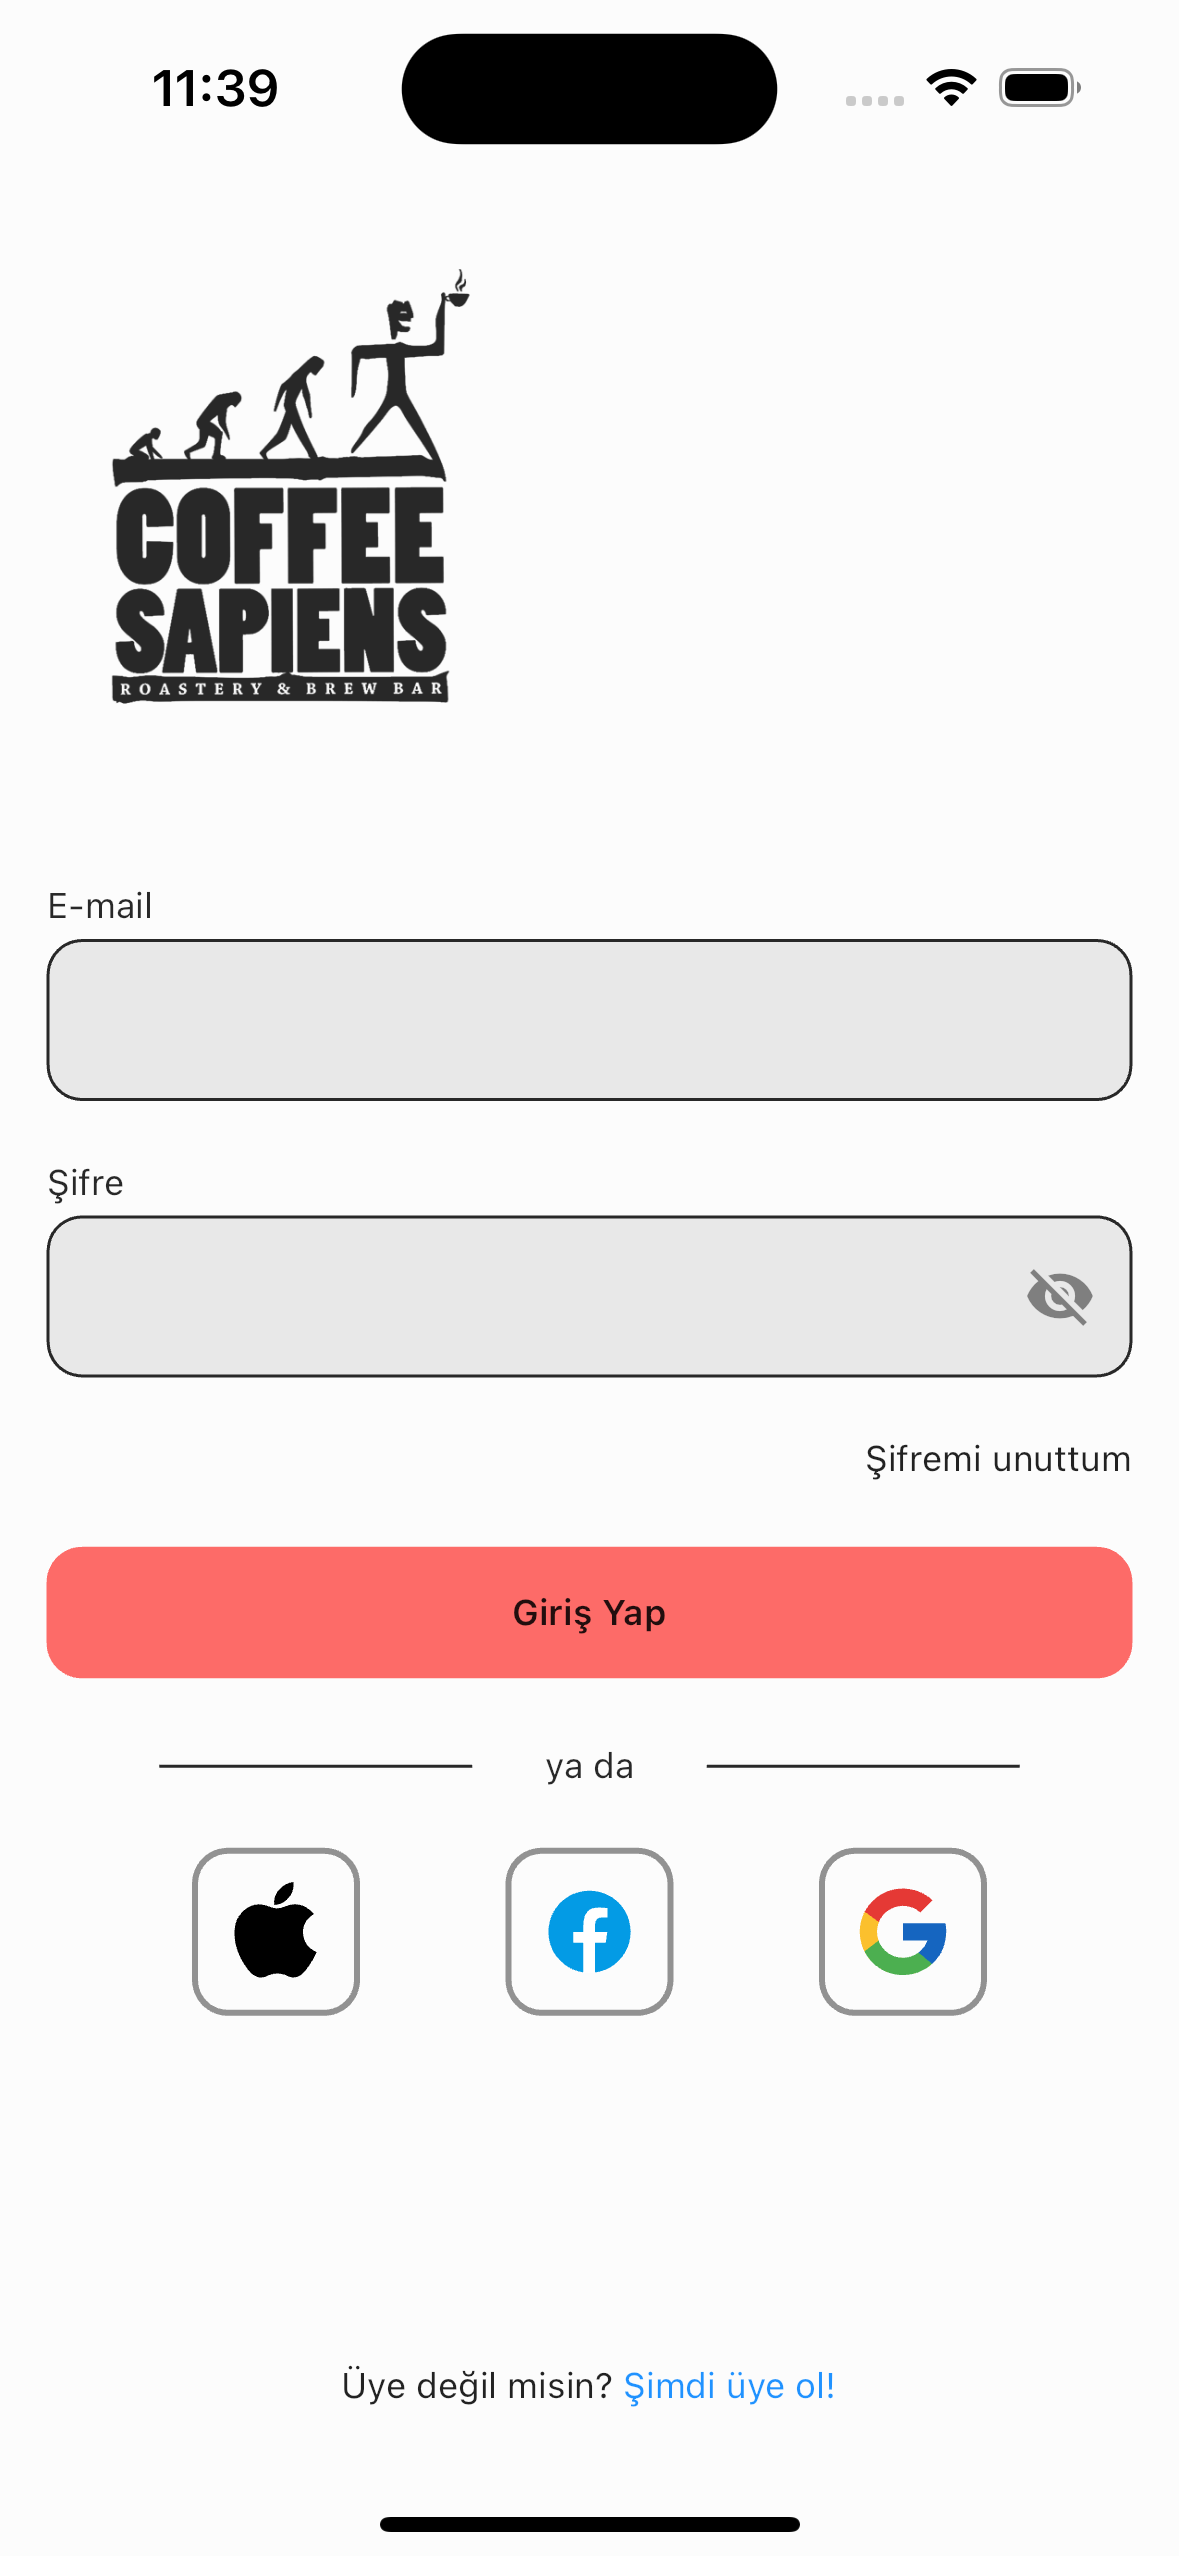 11:39
COFFEE
SAPIENS
ROASTERY & BREW BAR
E-mail
Şifre
Şifremi unuttum
Giriş Yap
ya da
Üye değil misin? Şimdi üye ol!